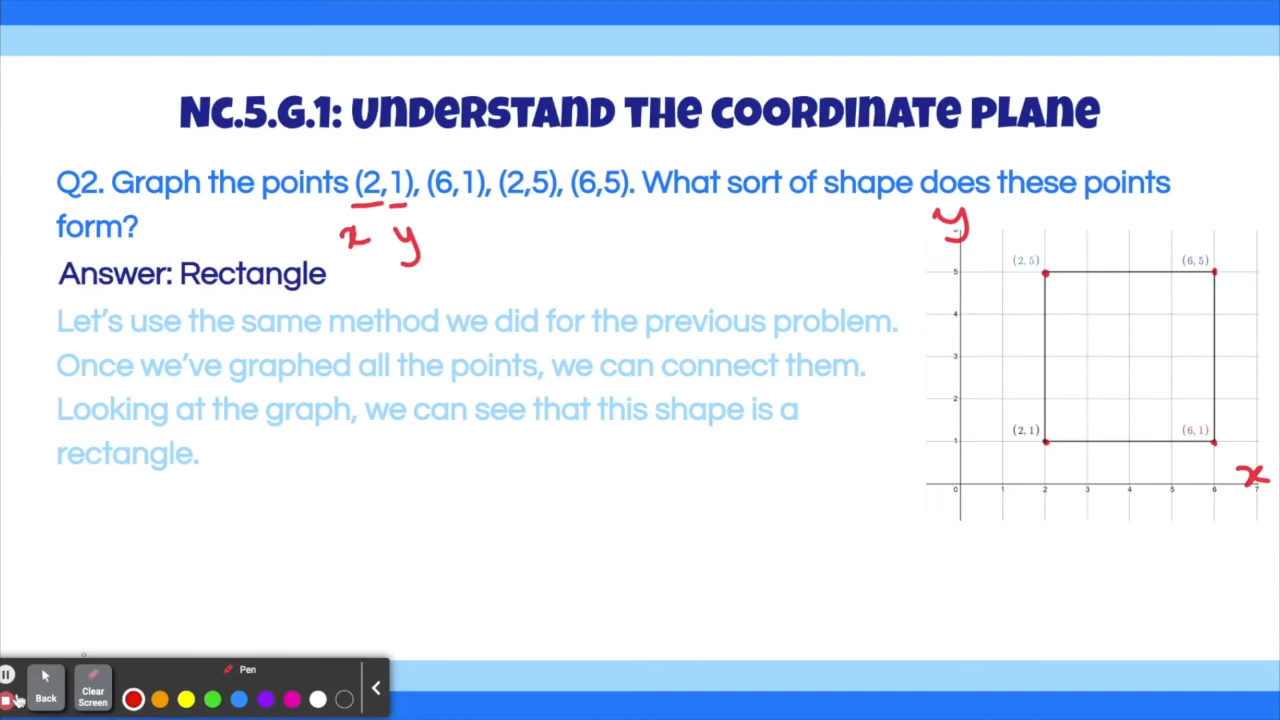 NC.5.G.1: Understand the Coordinate Plane
Q2. Graph the points (2,1), (6,1), (2,5), (6,5). What sort of shape does these points
form?
x y
y
Answer: Rectangle
Let's use the same method we did for the previous problem.
Once we've graphed all the points, we can connect them.
Looking at the graph, we can see that this shape is a
rectangle.
(2, 5) (6, 5)
5
4
3
2
(2, 1) (6, 1)
1
x
0 1 2 3 4 5 6 7
Pen
Back
Clear
Screen